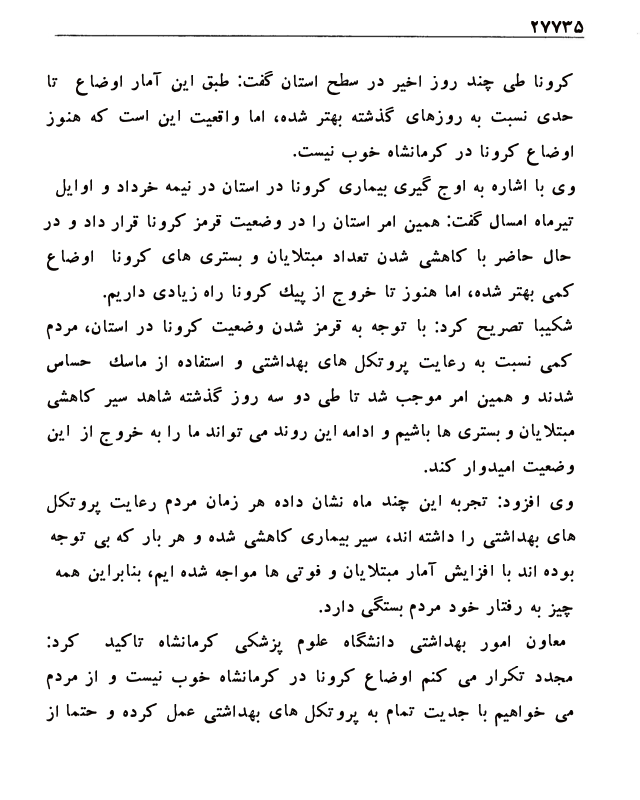 ۲۷۷۳۵
کرونا طی چند روز اخیر در سطح استان گفت: طبق این آمار اوضاع تا
حدی نسبت به روزهای گذشته بهتر شده، اما واقعیت این است که هنوز
اوضاع کرونا در کرمانشاه خوب نیست.
وی با اشاره به اوج گیری بیماری کرونا در استان در نیمه خرداد و اوایل
تیرماه امسال گفت: همین امر استان را در وضعیت قرمز کرونا قرار داد و در
حال حاضر با کاهشی شدن تعداد مبتلایان و بستری های کرونا اوضاع
کمی بهتر شده، اما هنوز تا خروج از پیك کرونا راه زیادی داریم.
شکیبا تصریح کرد: با توجه به قرمز شدن وضعیت کرونا در استان، مردم
کمی نسبت به رعایت پروتکل های بهداشتی و استفاده از ماسك حساس
شدند و همین امر موجب شد تا طی دو سه روز گذشته شاهد سیر کاهشی
مبتلایان و بستری ها باشیم و ادامه این روند می تواند ما را به خروج از این
وضعیت امیدوار کند.
وی افزود: تجربه این چند ماه نشان داده هر زمان مردم رعایت پروتکل
های بهداشتی را داشته اند، سیر بیماری کاهشی شده و هر بار که بی توجه
بوده اند با افزایش آمار مبتلایان و فوتی ها مواجه شده ایم، بنابراین همه
چیز به رفتار خود مردم بستگی دارد.
معاون امور بهداشتی دانشگاه علوم پزشکی کرمانشاه تاکید کرد:
مجدد تکرار می کنم اوضاع کرونا در کرمانشاه خوب نیست و از مردم
می خواهیم با جدیت تمام به پروتکل های بهداشتی عمل کرده و حتما از